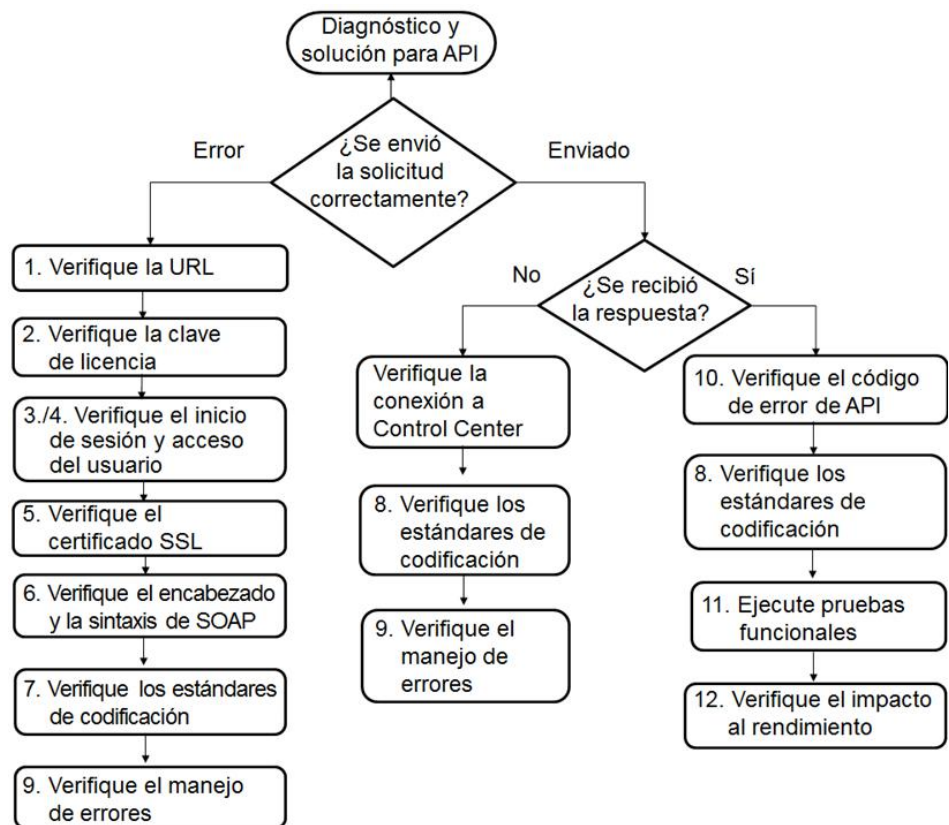 Diagnóstico y
solución para API
¿Se envió
la solicitud
correctamente?
Error
Enviado
1. Verifique la URL
2. Verifique la clave
de licencia
3./4. Verifique el inicio
de sesión y acceso
del usuario
5. Verifique el
certificado SSL
6. Verifique el encabezado
y la sintaxis de SOAP
7. Verifique los estándares
de codificación
9. Verifique el manejo
de errores
¿Se recibió
la respuesta?
No
Sí
Verifique la
conexión a
Control Center
8. Verifique los
estándares de
codificación
9. Verifique el
manejo de
errores
10. Verifique el código
de error de API
8. Verifique los
estándares de
codificación
11. Ejecute pruebas
funcionales
12. Verifique el impacto
al rendimiento